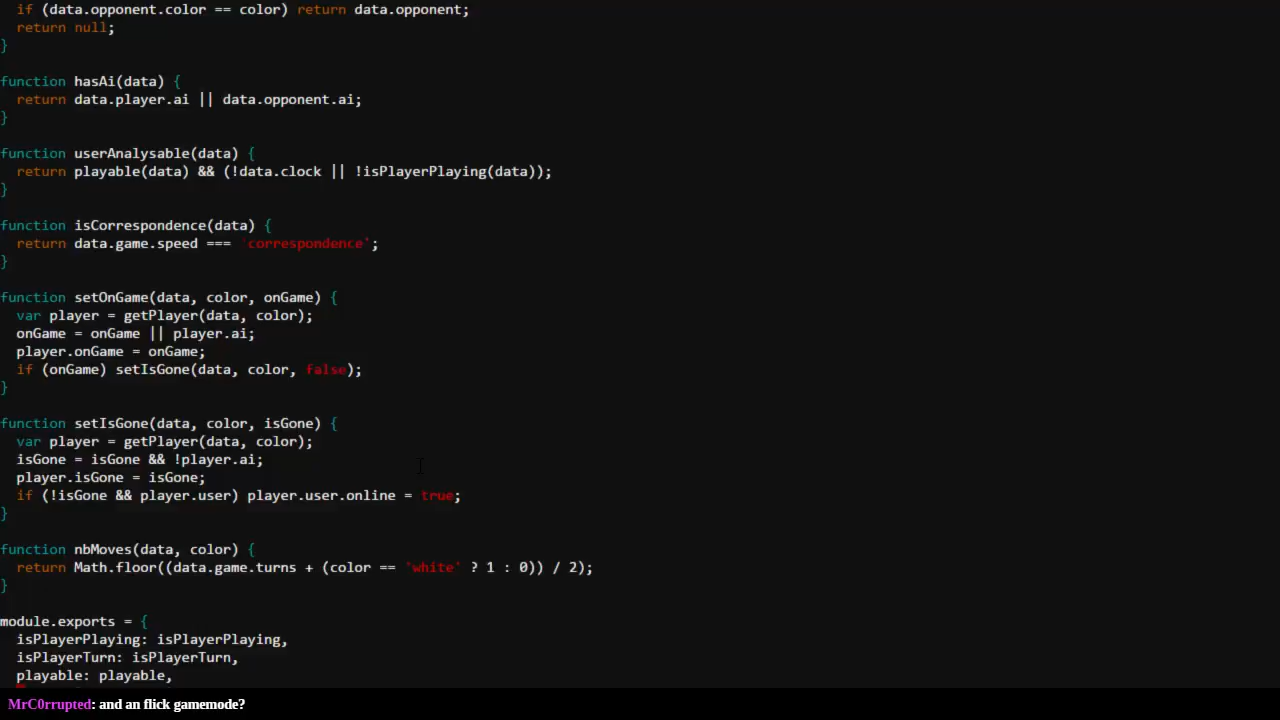 if (data.opponent.color == color) return data.opponent;
  return null;
}

function hasAi(data) {
  return data.player.ai || data.opponent.ai;
}

function userAnalysable(data) {
  return playable(data) && (!data.clock || !isPlayerPlaying(data));
}

function isCorrespondence(data) {
  return data.game.speed === 'correspondence';
}

function setOnGame(data, color, onGame) {
  var player = getPlayer(data, color);
  onGame = onGame || player.ai;
  player.onGame = onGame;
  if (onGame) setIsGone(data, color, false);
}

function setIsGone(data, color, isGone) {
  var player = getPlayer(data, color);
  isGone = isGone && !player.ai;
  player.isGone = isGone;
  if (!isGone && player.user) player.user.online = true;
}

function nbMoves(data, color) {
  return Math.floor((data.game.turns + (color == 'white' ? 1 : 0)) / 2);
}

module.exports = {
  isPlayerPlaying: isPlayerPlaying,
  isPlayerTurn: isPlayerTurn,
  playable: playable,
MrC0rrupted: and an flick gamemode?